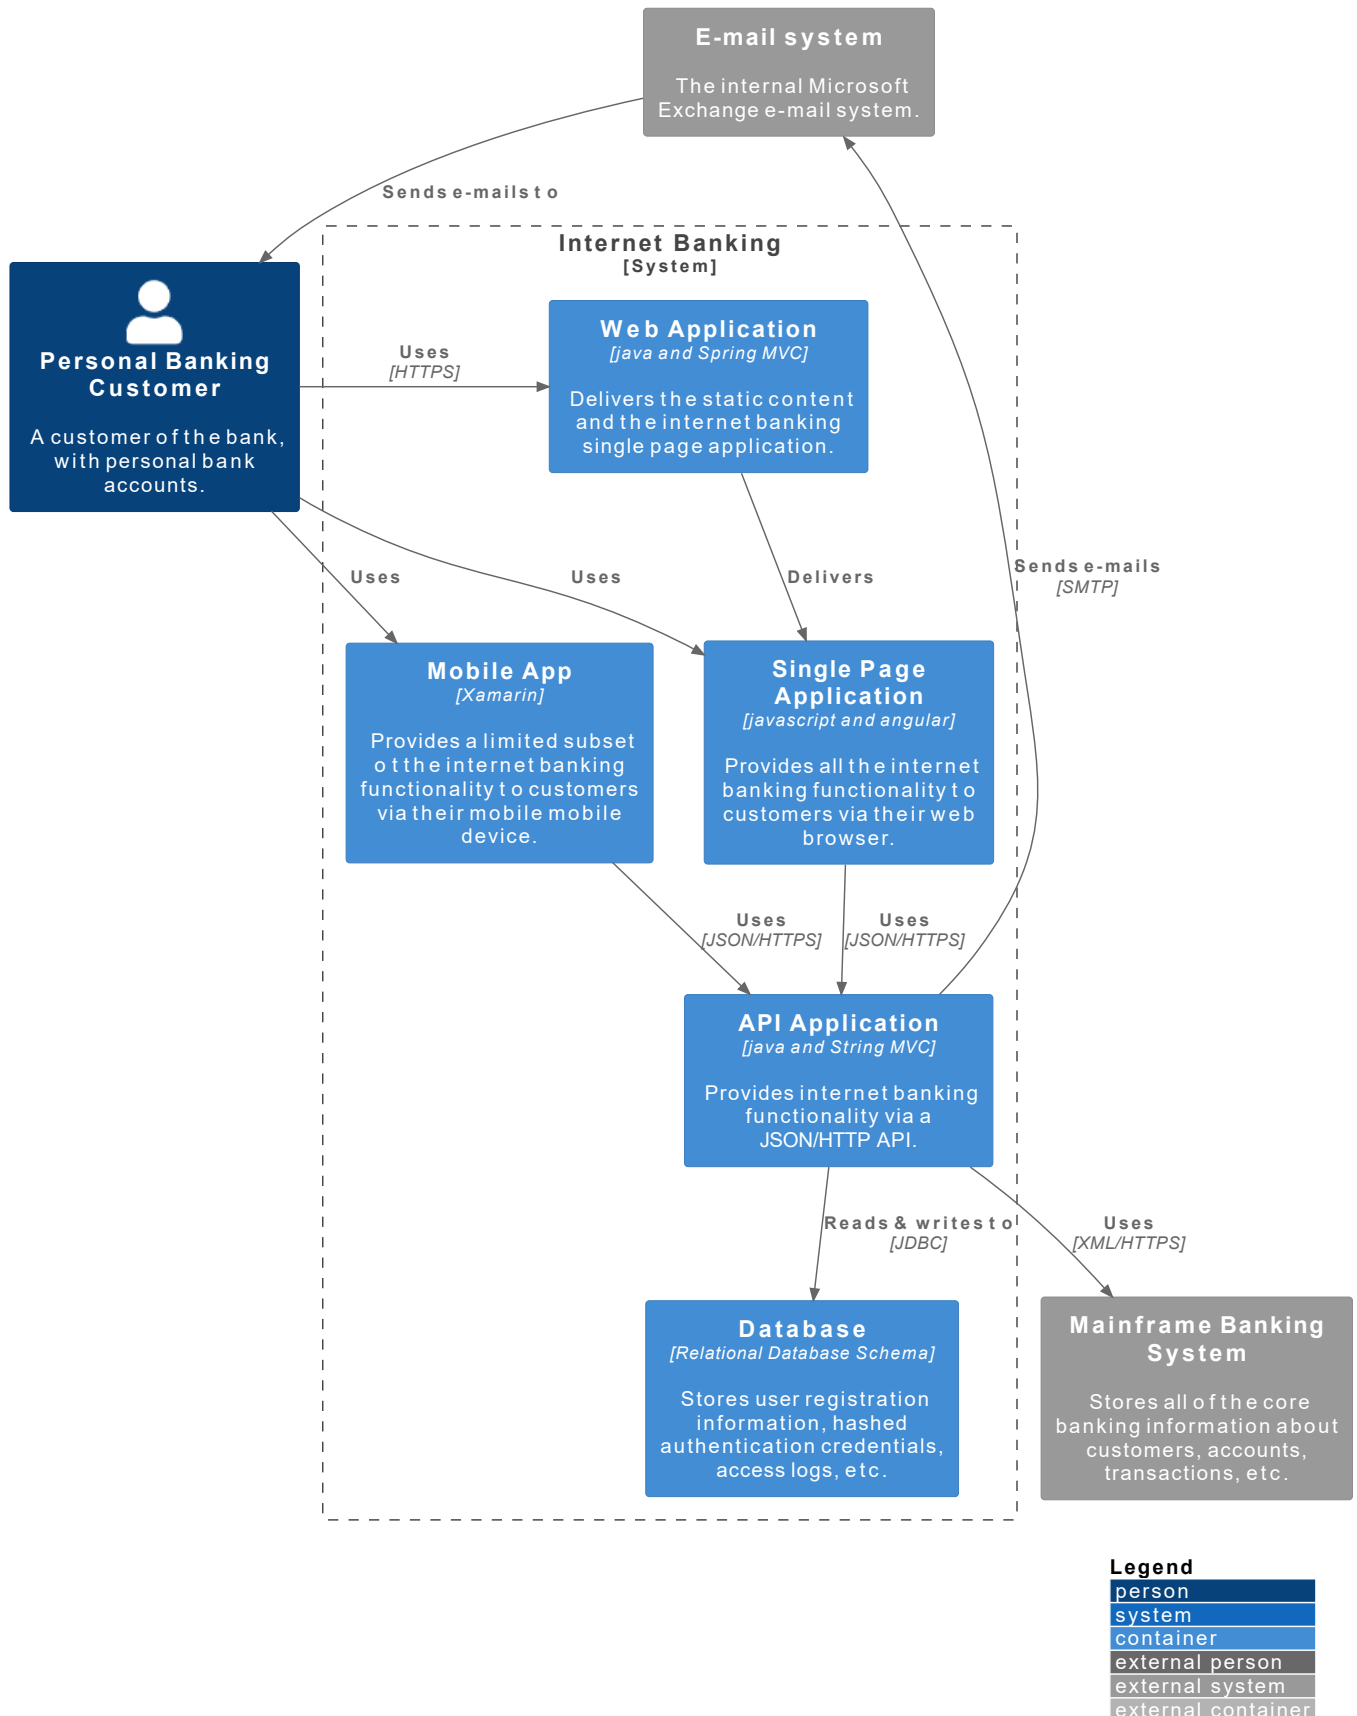 E-mail system
The internal Microsoft
Exchange e-mail system.
Sends e-mails to
Internet Banking
[System]
Personal Banking
Customer
A customer of the bank,
with personal bank
accounts.
Uses
[HTTPS]
Web Application
[java and Spring MVC]
Delivers the static content
and the internet banking
single page application.
Uses
Uses
Delivers
Sends e-mails
[SMTP]
Mobile App
[Xamarin]
Provides a limited subset
ot the internet banking
functionality to customers
via their mobile mobile
device.
Single Page
Application
[javascript and angular]
Provides all the internet
banking functionality to
customers via their web
browser.
Uses
[JSON/HTTPS]
Uses
[JSON/HTTPS]
API Application
[java and String MVC]
Provides internet banking
functionality via a
JSON/HTTP API.
Reads & writes to
[JDBC]
Uses
[XML/HTTPS]
Database
[Relational Database Schema]
Stores user registration
information, hashed
authentication credentials,
access logs, etc.
Mainframe Banking
System
Stores all of the core
banking information about
customers, accounts,
transactions, etc.
Legend
person
system
container
external person
external system
external container